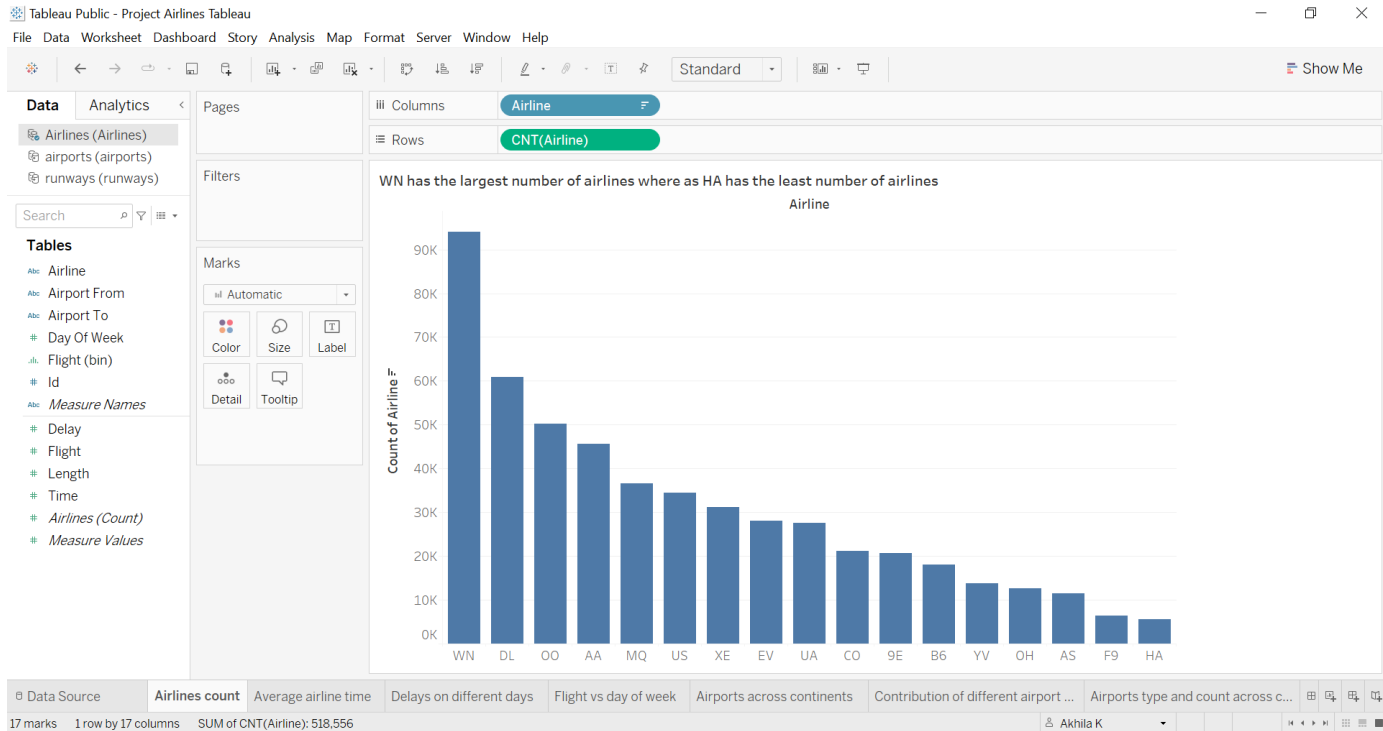 Tableau Public - Project Airlines Tableau
File Data Worksheet Dashboard Story Analysis Map Format Server Window Help
Standard
Show Me
Data Analytics
Airlines (Airlines)
airports (airports)
runways (runways)
Search
Tables
Abc Airline
Abc Airport From
Abc Airport To
# Day Of Week
Flight (bin)
# Id
Abc Measure Names
# Delay
# Flight
# Length
# Time
# Airlines (Count)
# Measure Values
Pages
Filters
Marks
Automatic
Color Size T Label
Detail Tooltip
Columns Airline
Rows CNT(Airline)
WN has the largest number of airlines where as HA has the least number of airlines
Airline
Count of Airline
90K
80K
70K
60K
50K
40K
30K
20K
10K
0K
WN DL OO AA MQ US XE EV UA CO 9E B6 YV OH AS F9 HA
Data Source Airlines count Average airline time Delays on different days Flight vs day of week Airports across continents Contribution of different airport ... Airports type and count across c...
17 marks 1 row by 17 columns SUM of CNT(Airline): 518,556 Akhila K